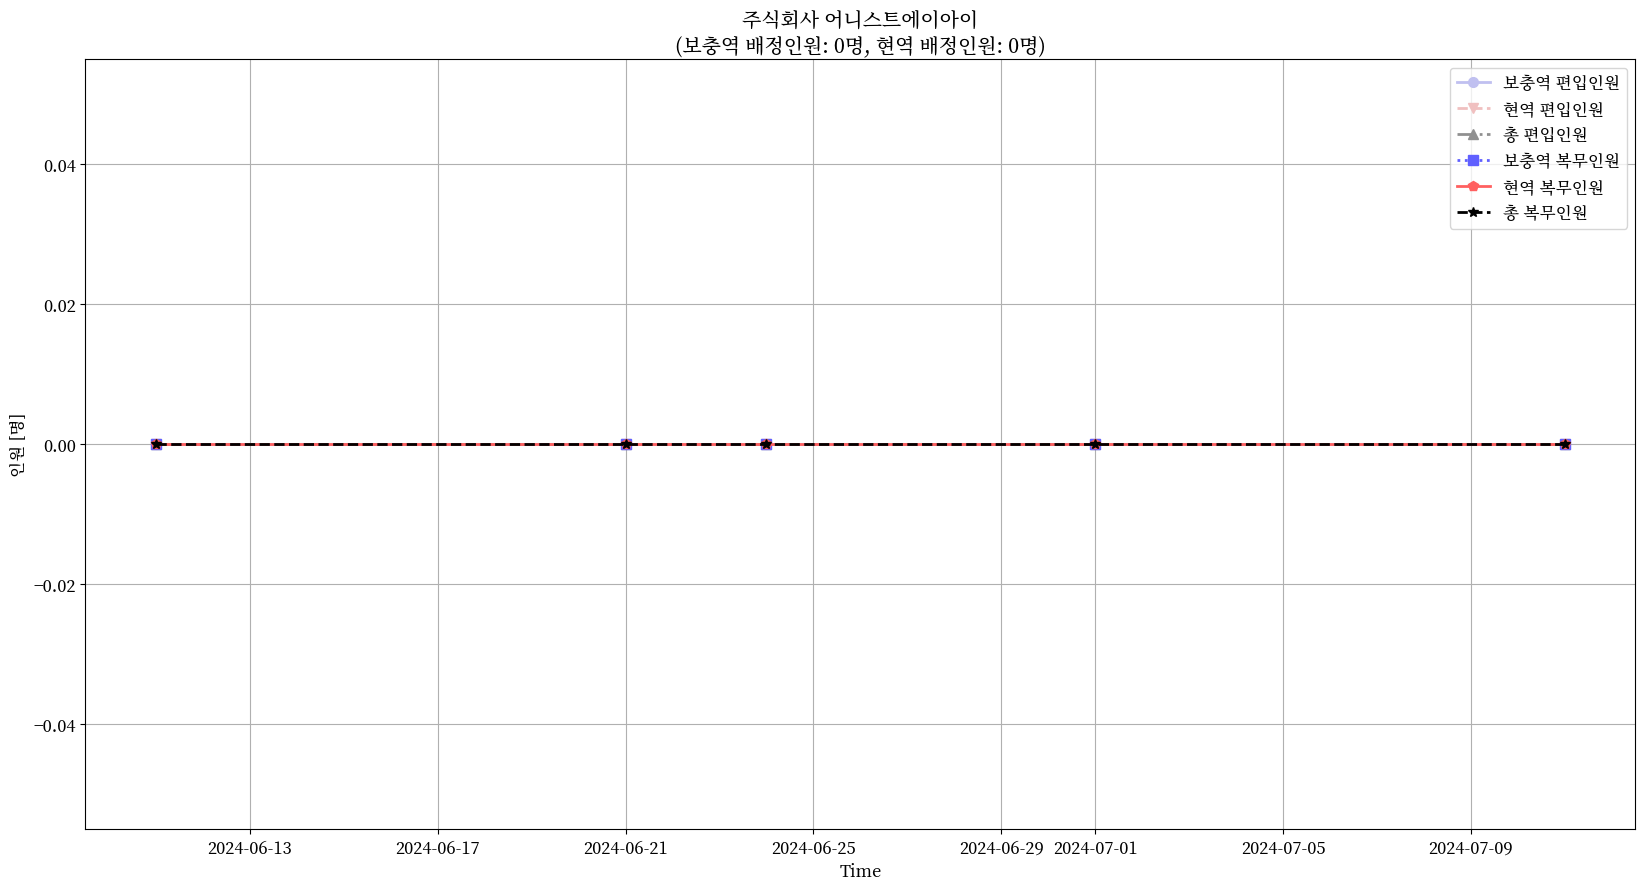 주식회사 어니스트에이아이
(보충역 배정인원: 0명, 현역 배정인원: 0명)
보충역 편입인원
현역 편입인원
총 편입인원
보충역 복무인원
현역 복무인원
총 복무인원
인원 [명]
0.04
0.02
0.00
−0.02
−0.04
2024-06-13 2024-06-17 2024-06-21 2024-06-25 2024-06-29 2024-07-01 2024-07-05 2024-07-09
Time